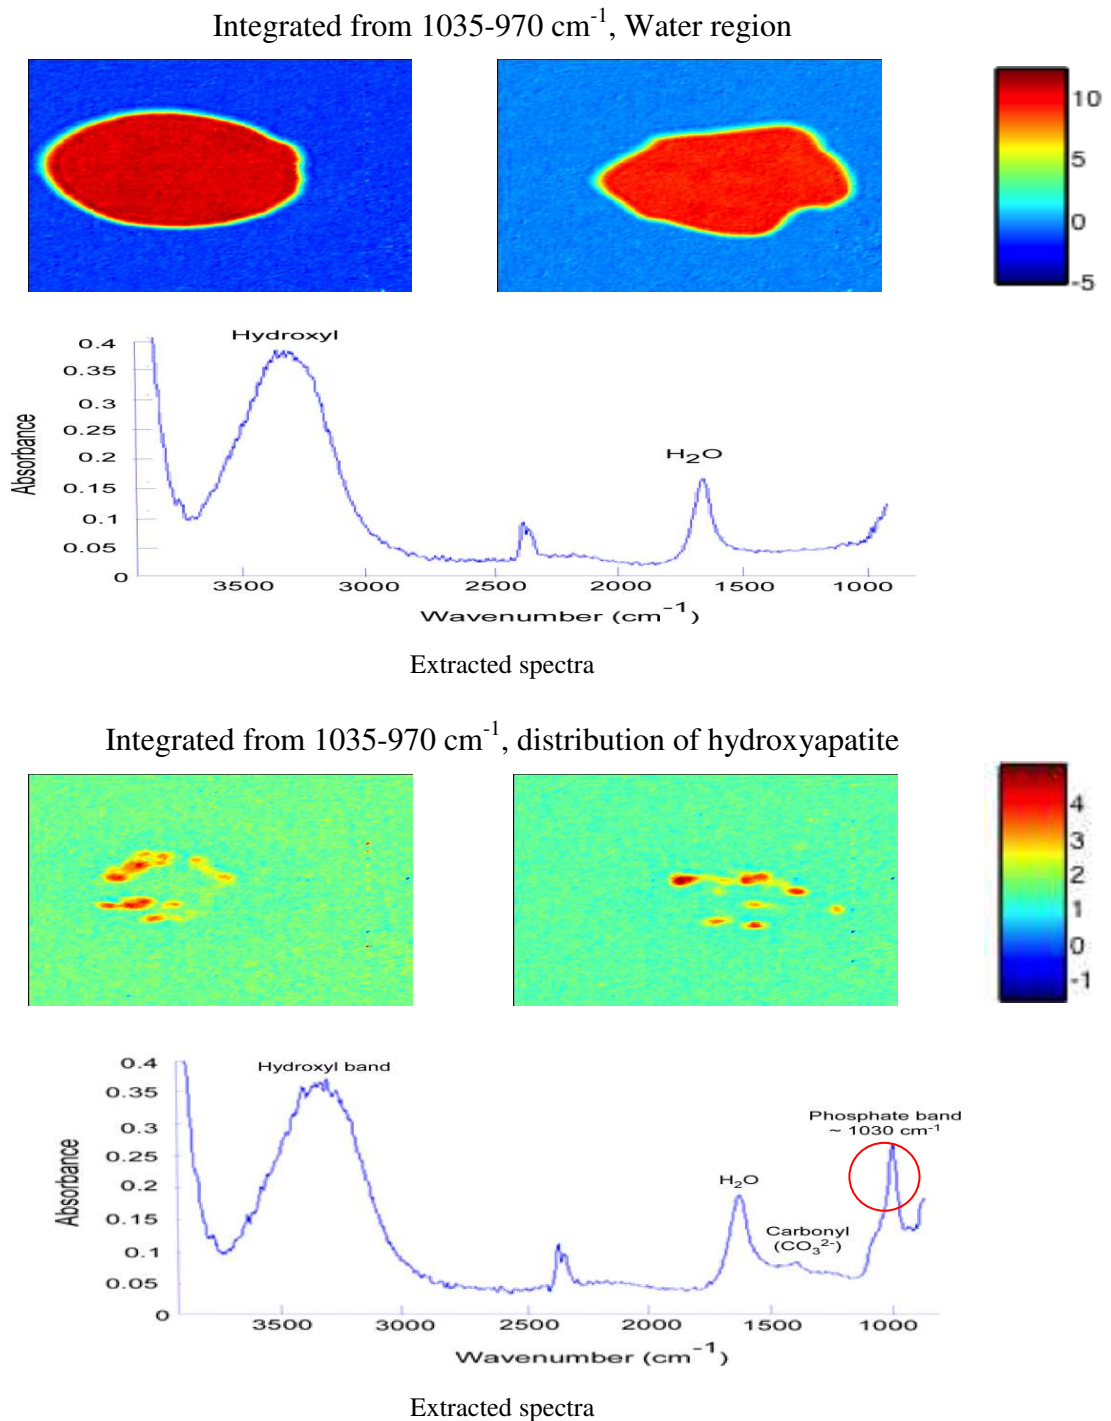 Integrated from 1035-970 cm⁻¹, Water region
10
5
0
-5
Hydroxyl
0.4
0.35
0.3
0.25
0.2
0.15
0.1
0.05
0
Absorbance
H₂O
3500 3000 2500 2000 1500 1000
Wavenumber (cm⁻¹)
Extracted spectra
Integrated from 1035-970 cm⁻¹, distribution of hydroxyapatite
4
3
2
1
0
-1
Hydroxyl band
0.4
0.35
0.3
0.25
0.2
0.15
0.1
0.05
0
Absorbance
Phosphate band
~ 1030 cm⁻¹
H₂O
Carbonyl
(CO₃²⁻)
3500 3000 2500 2000 1500 1000
Wavenumber (cm⁻¹)
Extracted spectra